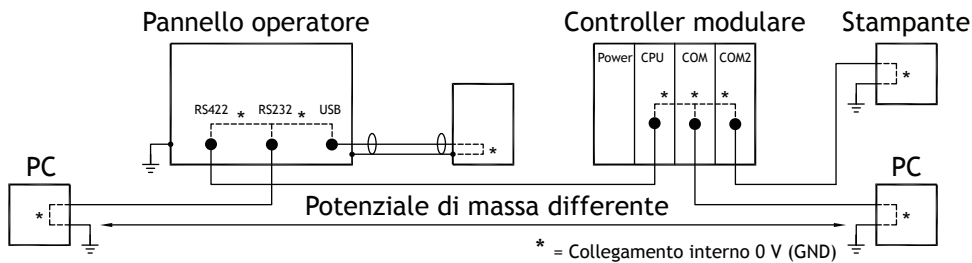 Pannello operatore
Controller modulare
Stampante
Power
CPU
COM
COM2
*
*
*
*
RS422
*
RS232
*
USB
*
PC
*
PC
*
Potenziale di massa differente
* = Collegamento interno 0 V (GND)